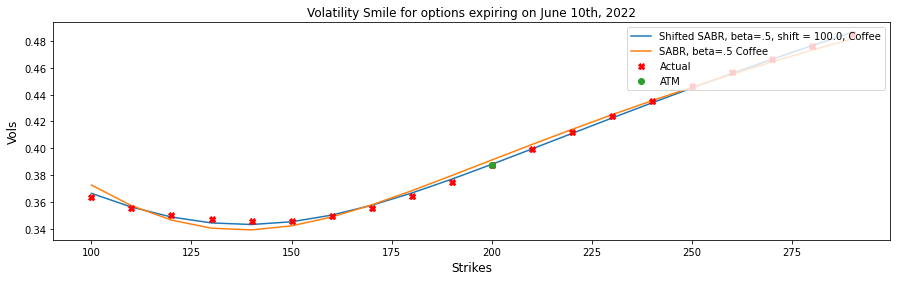 Volatility Smile for options expiring on June 10th, 2022
Shifted SABR, beta=.5, shift = 100.0, Coffee
SABR, beta=.5 Coffee
Actual
ATM
0.48
0.46
0.44
0.42
0.40
0.38
0.36
0.34
Vols
100
125
150
175
200
225
250
275
Strikes